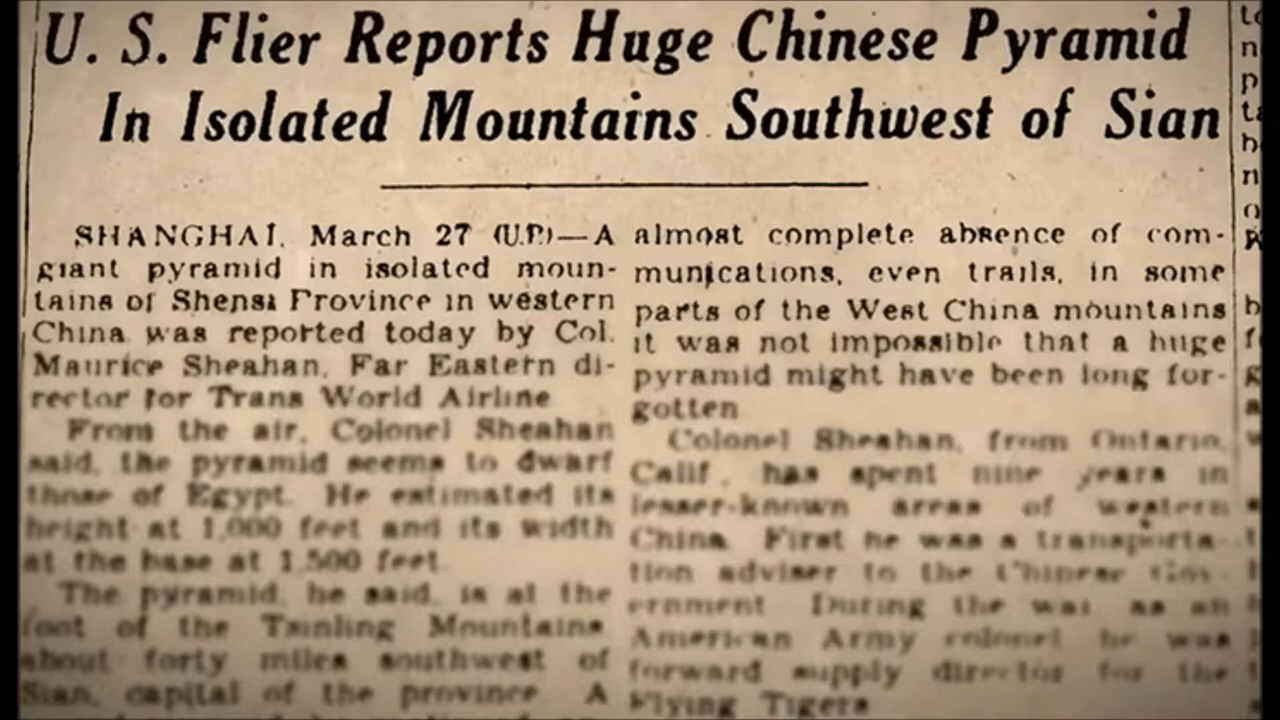 U. S. Flier Reports Huge Chinese Pyramid
In Isolated Mountains Southwest of Sian
SHANGHAI, March 27 (U.P.)—A
giant pyramid in isolated moun-
tains of Shensi Province in western
China was reported today by Col.
Maurice Sheahan, Far Eastern di-
rector for Trans World Airline
From the air, Colonel Sheahan
said, the pyramid seems to dwarf
those of Egypt. He estimated its
height at 1,000 feet and its width
at the base at 1,500 feet.
The pyramid, he said, is at the
foot of the Tsinling Mountains
about forty miles southwest of
Sian, capital of the province. A
almost complete absence of com-
munications, even trails, in some
parts of the West China mountains
it was not impossible that a huge
pyramid might have been long for-
gotten
Colonel Sheahan, from Ontario,
Calif., has spent nine years in
lesser-known areas of western
China. First he was a transporta-
tion adviser to the Chinese Gov-
ernment. During the war as an
American Army colonel he was
forward supply director for the
Flying Tigers